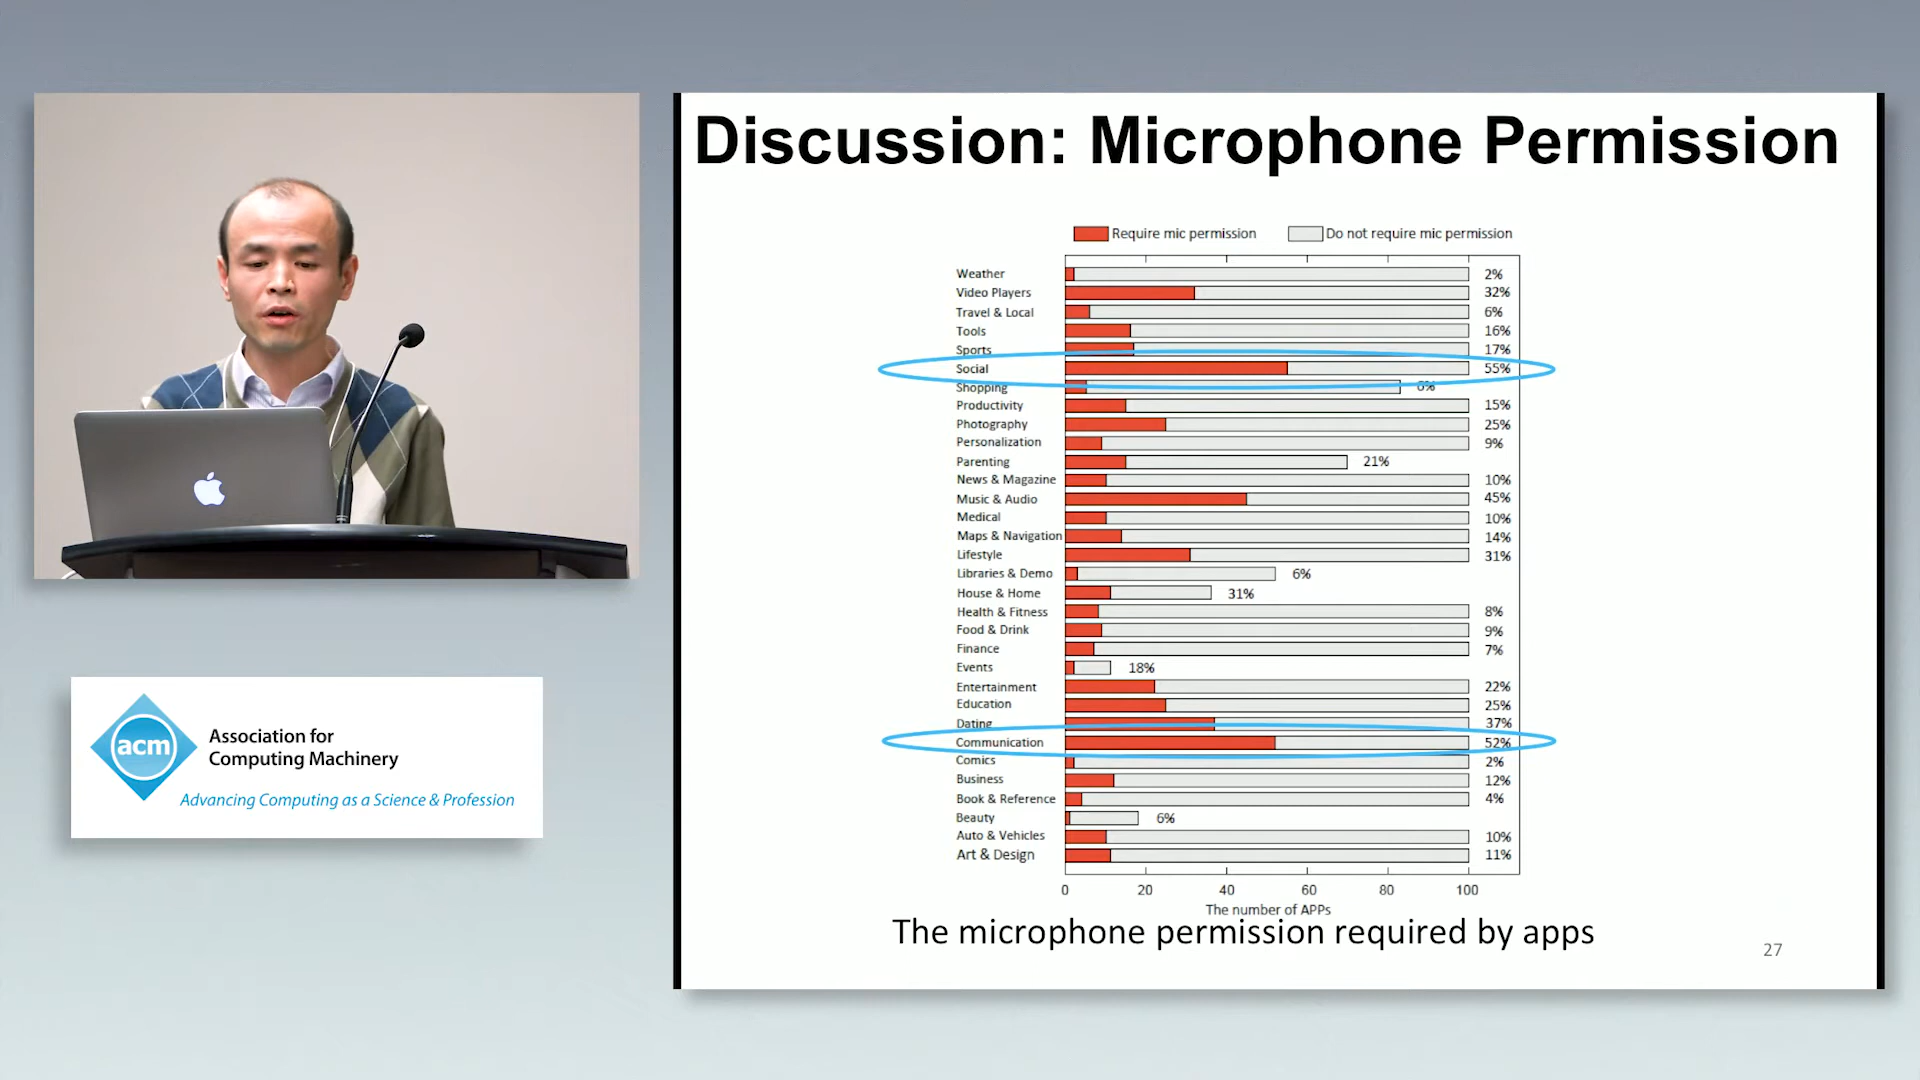 Discussion: Microphone Permission
Require mic permission
Do not require mic permission
Weather 2%
Video Players 32%
Travel & Local 6%
Tools 16%
Sports 17%
Social 55%
Shopping 6%
Productivity 15%
Photography 25%
Personalization 9%
Parenting 21%
News & Magazine 10%
Music & Audio 45%
Medical 10%
Maps & Navigation 14%
Lifestyle 31%
Libraries & Demo 6%
House & Home 31%
Health & Fitness 8%
Food & Drink 9%
Finance 7%
Events 18%
Entertainment 22%
Education 25%
Dating 37%
Communication 52%
Comics 2%
Business 12%
Book & Reference 4%
Beauty 6%
Auto & Vehicles 10%
Art & Design 11%
0 20 40 60 80 100
The number of APPs
The microphone permission required by apps
27
acm
Association for
Computing Machinery
Advancing Computing as a Science & Profession